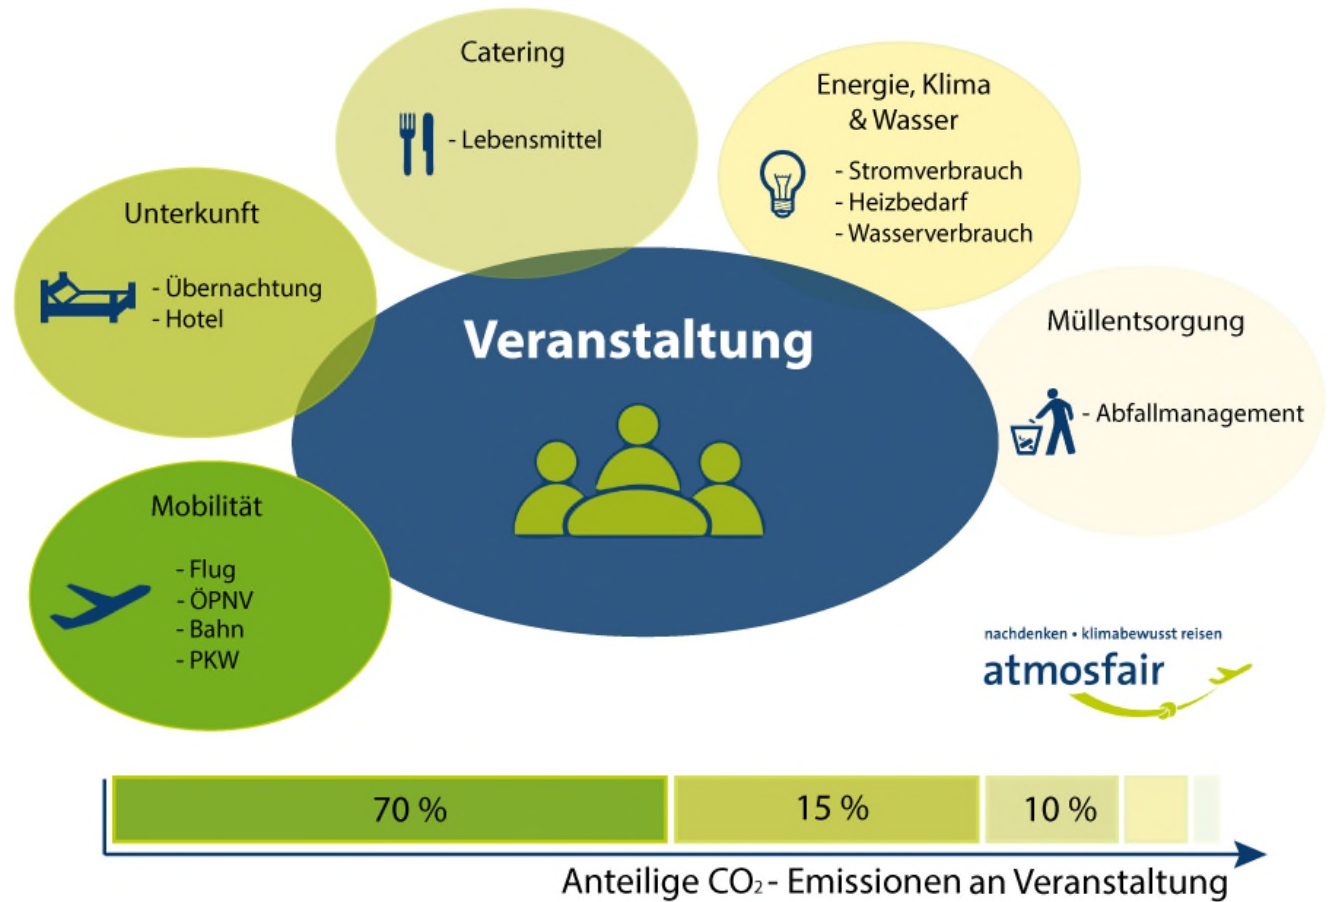 Catering
- Lebensmittel
Energie, Klima
& Wasser
- Stromverbrauch
- Heizbedarf
- Wasserverbrauch
Unterkunft
- Übernachtung
- Hotel
Veranstaltung
Müllentsorgung
- Abfallmanagement
Mobilität
- Flug
- ÖPNV
- Bahn
- PKW
nachdenken • klimabewusst reisen
atmosfair
70 %
15 %
10 %
Anteilige CO₂ - Emissionen an Veranstaltung